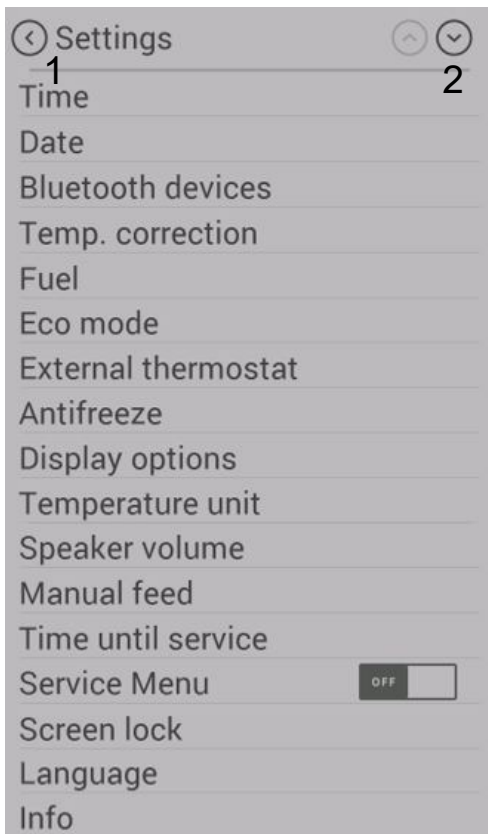 Settings
1
2
Time
Date
Bluetooth devices
Temp. correction
Fuel
Eco mode
External thermostat
Antifreeze
Display options
Temperature unit
Speaker volume
Manual feed
Time until service
Service Menu OFF
Screen lock
Language
Info